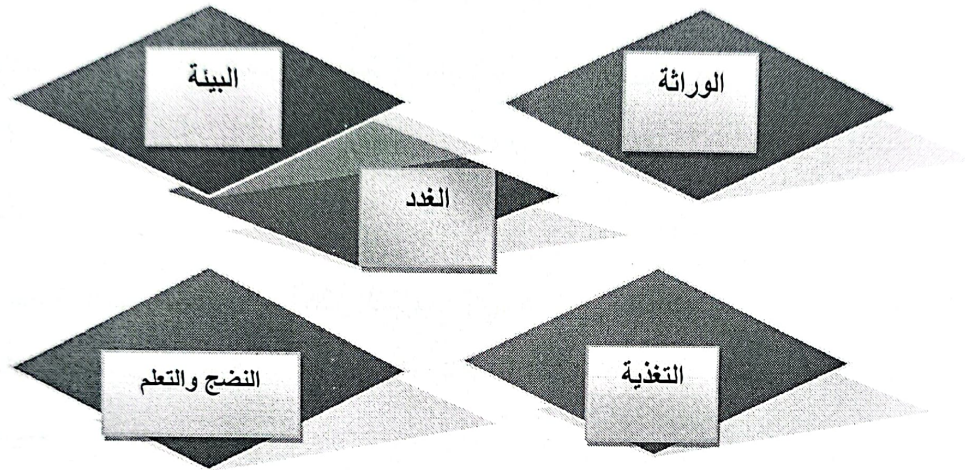 الوراثة
البيئة
الغدد
التغذية
النضج والتعلم